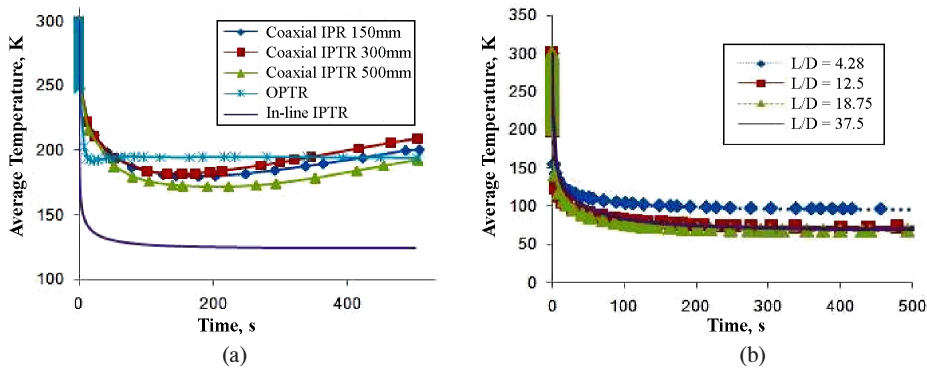 300
250
200
150
100
0
200
400
Average Temperature, K
Time, s
Coaxial IPR 150mm
Coaxial IPTR 300mm
Coaxial IPTR 500mm
OPTR
In-line IPTR
(a)
350
300
250
200
150
100
50
0
0
100
200
300
400
500
Average Temperature, K
Time, s
L/D = 4.28
L/D = 12.5
L/D = 18.75
L/D = 37.5
(b)